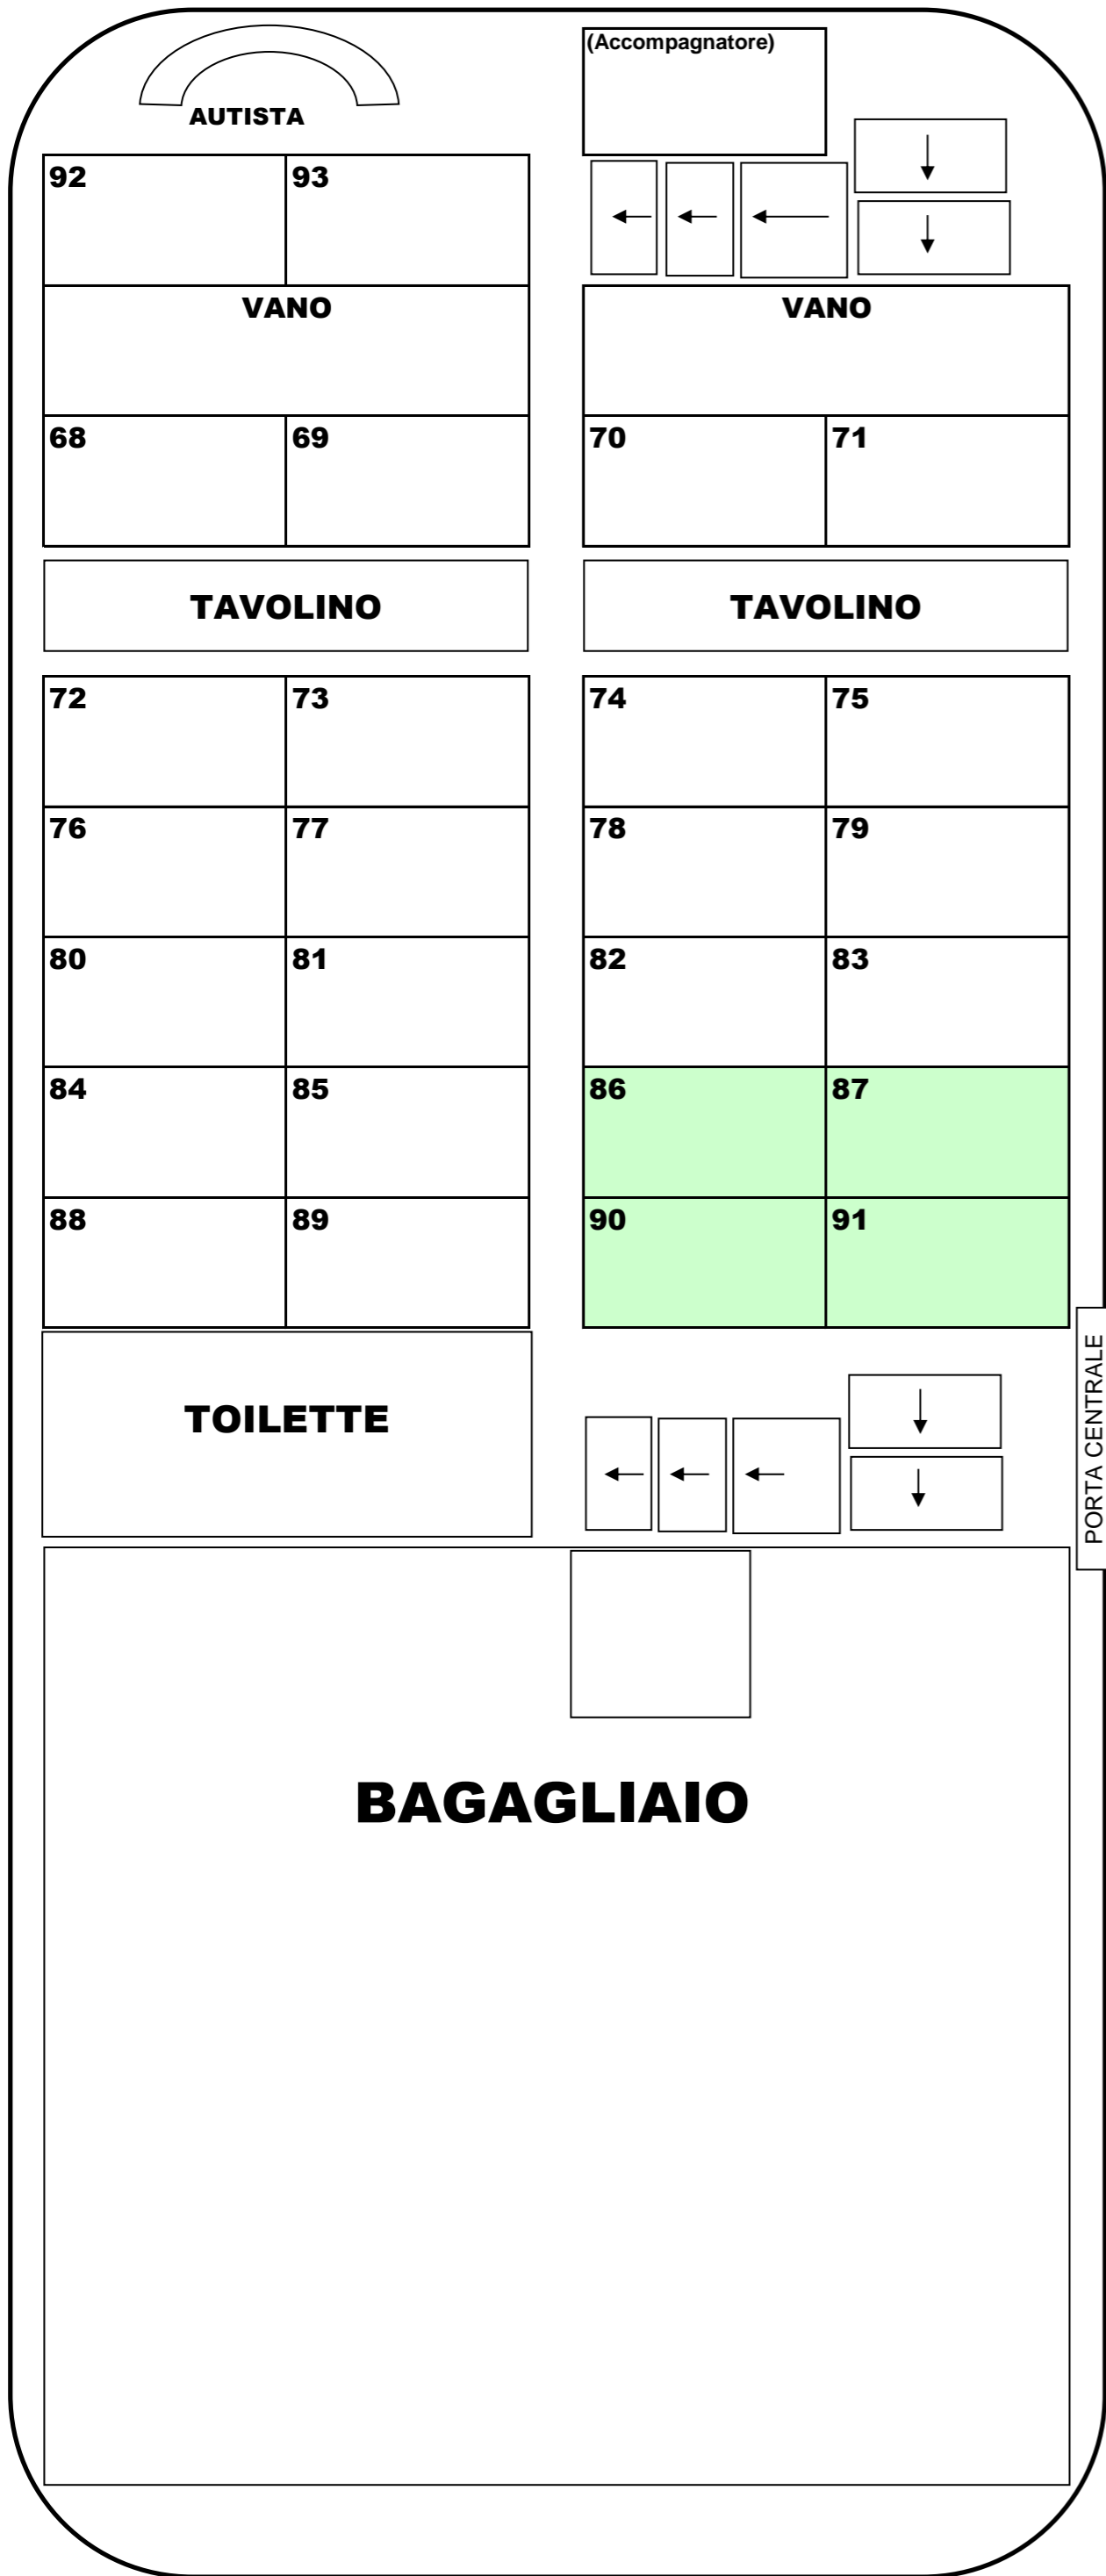 (Accompagnatore)
AUTISTA
92 93
VANO VANO
68 69 70 71
TAVOLINO TAVOLINO
72 73 74 75
76 77 78 79
80 81 82 83
84 85 86 87
88 89 90 91
PORTA CENTRALE
TOILETTE
BAGAGLIAIO